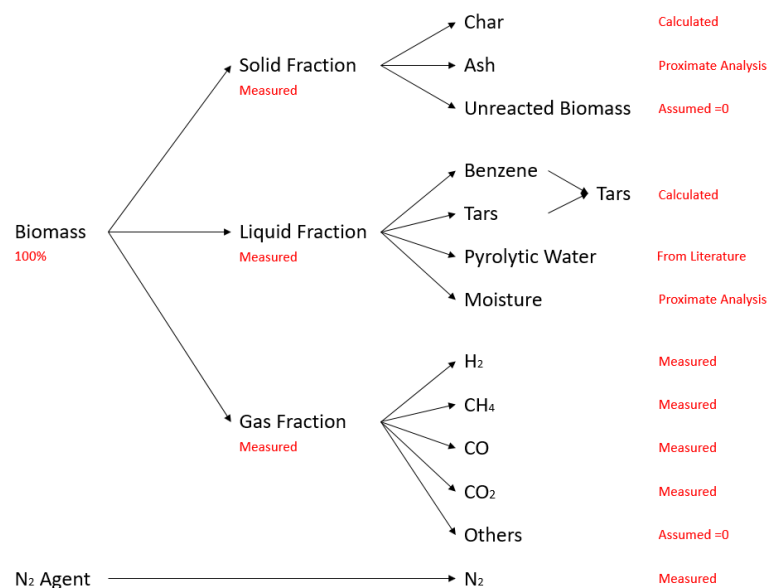 Char Calculated
Solid Fraction Ash Proximate Analysis
Measured
Unreacted Biomass Assumed =0
Benzene
Tars Calculated
Tars
Biomass Liquid Fraction
100% Measured Pyrolytic Water From Literature
Moisture Proximate Analysis
H₂ Measured
CH₄ Measured
Gas Fraction
Measured CO Measured
CO₂ Measured
Others Assumed =0
N₂ Agent N₂ Measured